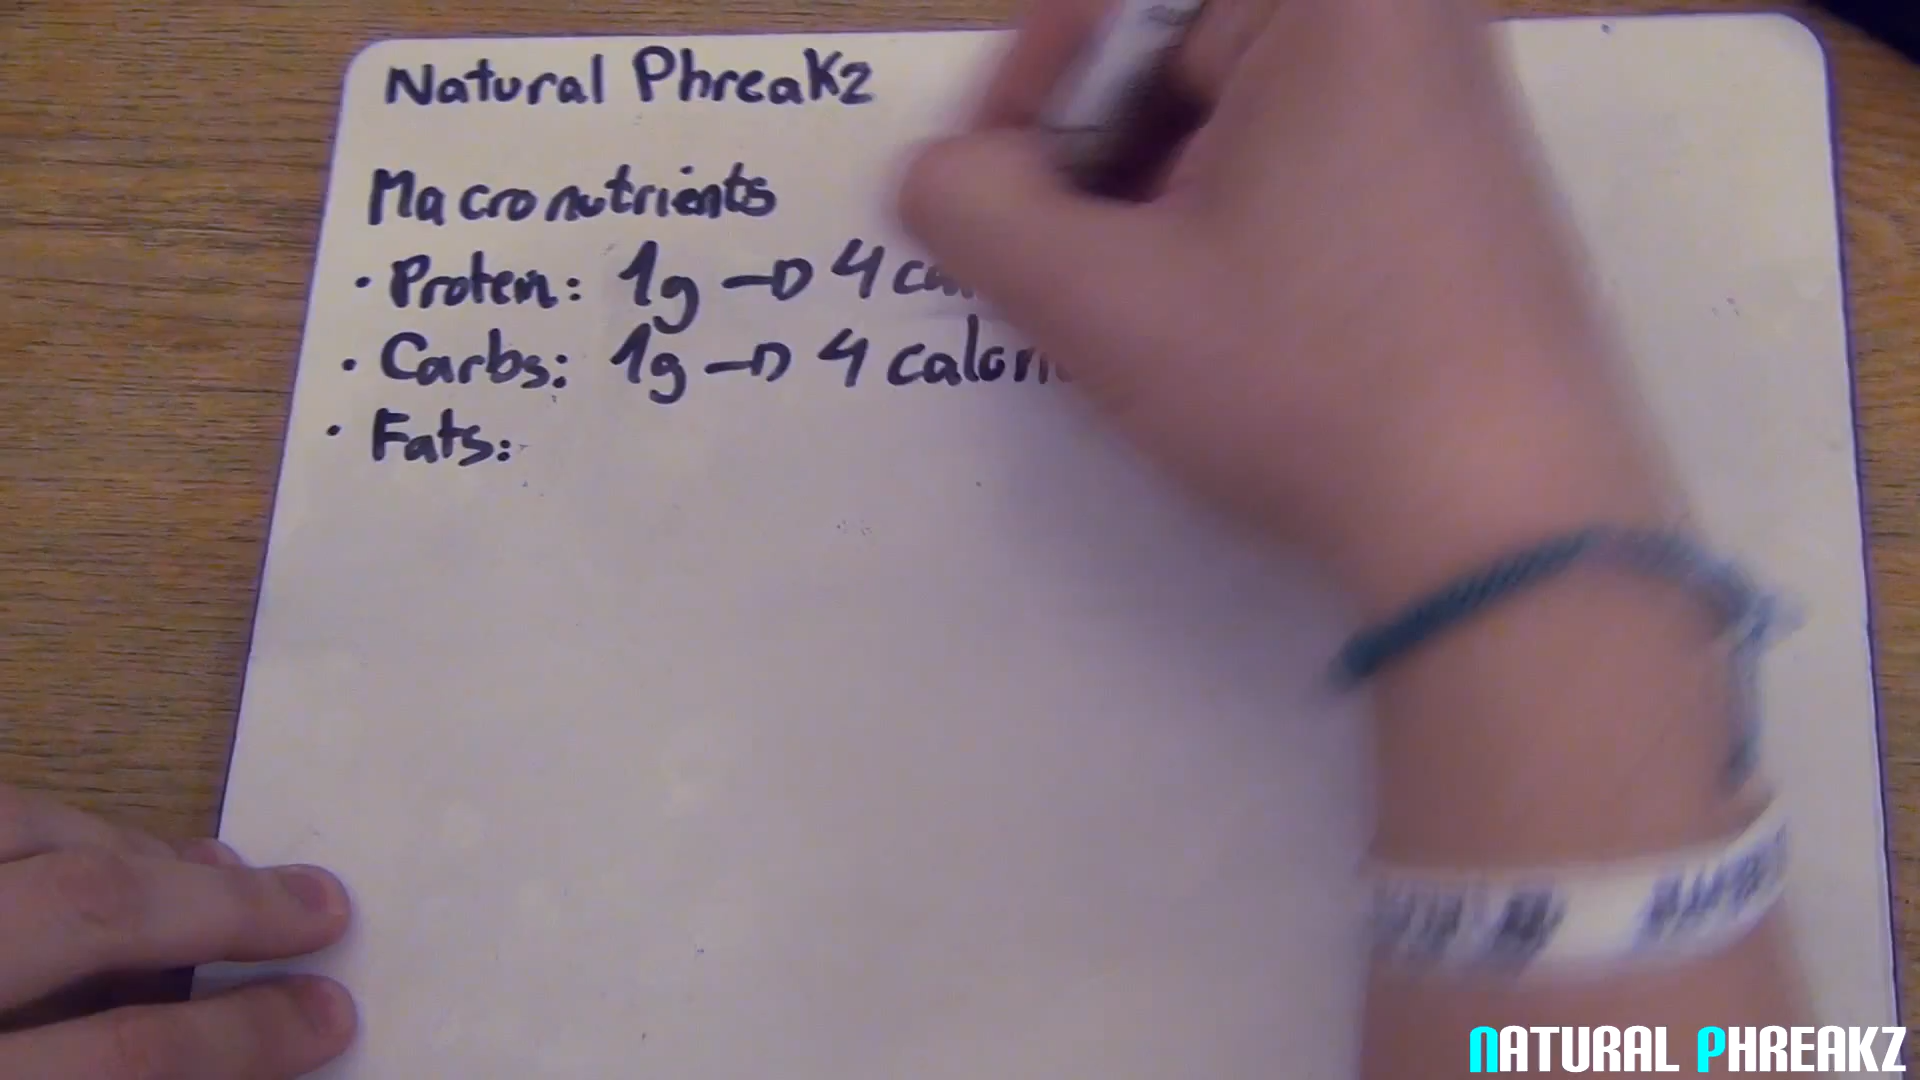 Natural Phreakz
Macronutrients
• Protein: 1g → 4
• Carbs: 1g → 4
• Fats:
NATURAL PHREAKZ